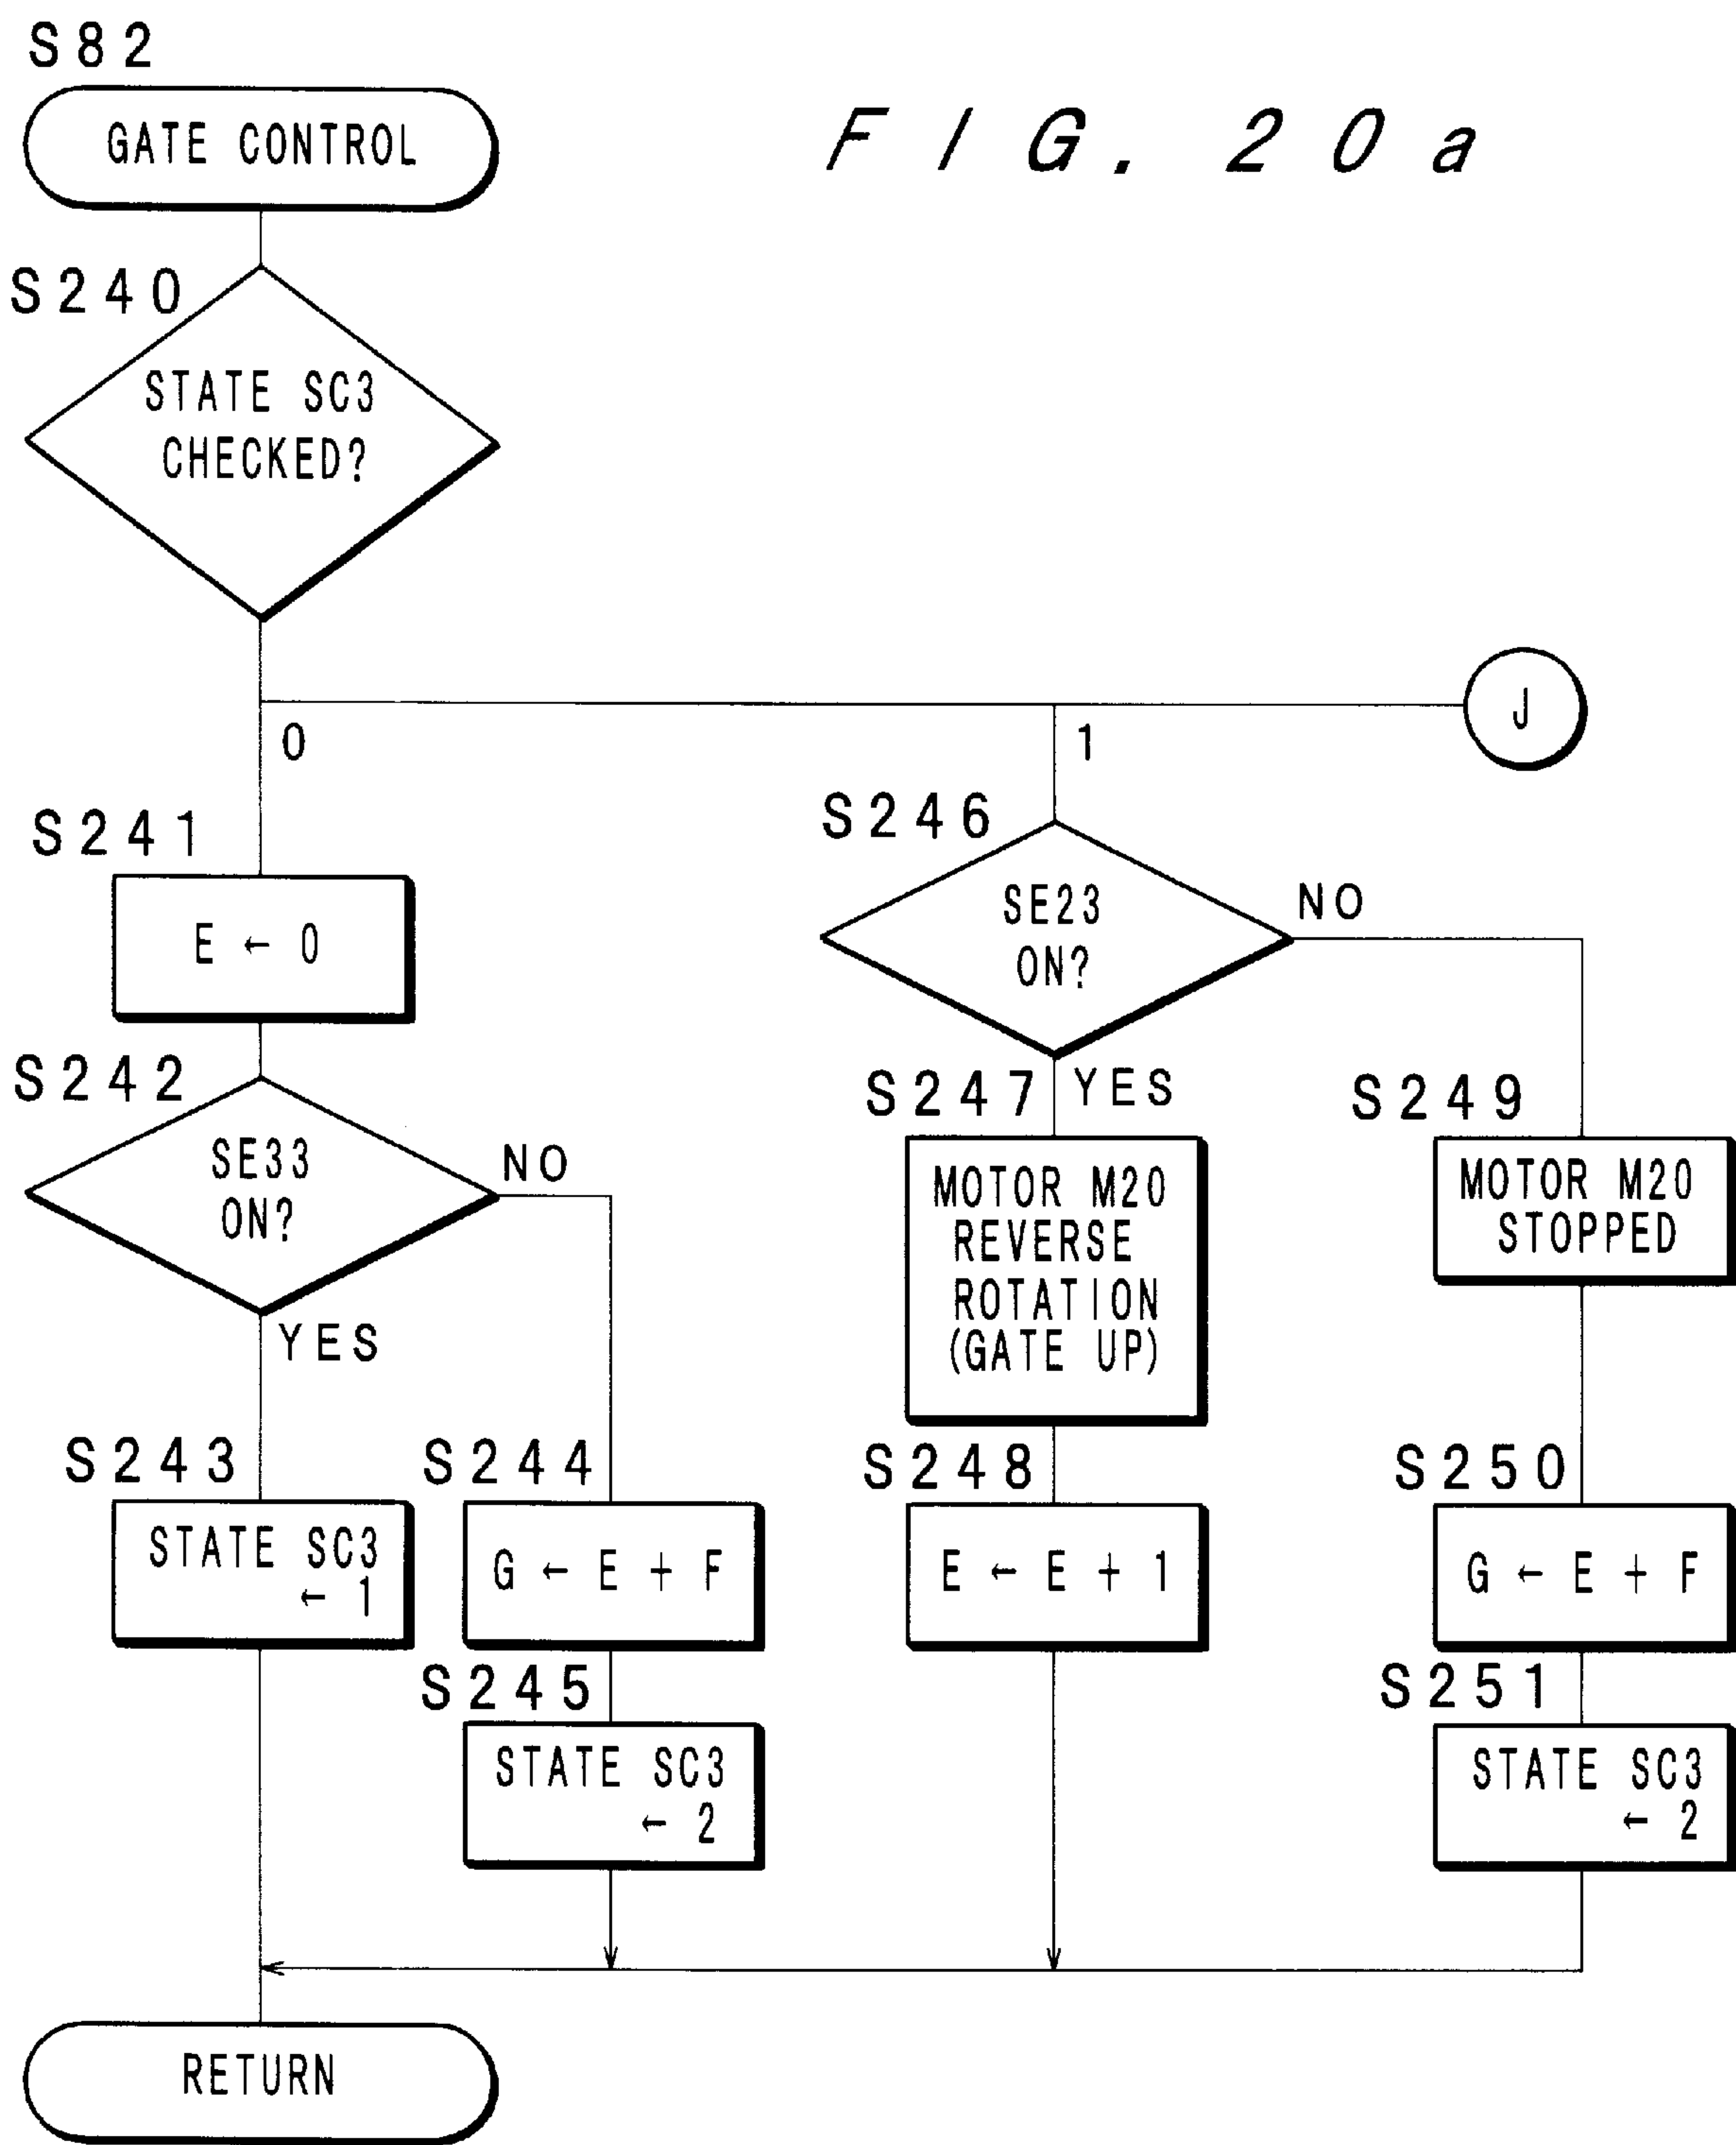 S82
GATE CONTROL
FIG. 20a
S240
STATE SC3
CHECKED?
J
0
1
S241
E ← 0
S246
SE23
ON?
NO
S242
SE33
ON?
NO
YES
S247
YES
MOTOR M20
REVERSE
ROTATION
(GATE UP)
S249
MOTOR M20
STOPPED
S243
STATE SC3
← 1
S244
G ← E + F
S248
E ← E + 1
S250
G ← E + F
S245
STATE SC3
← 2
S251
STATE SC3
← 2
RETURN